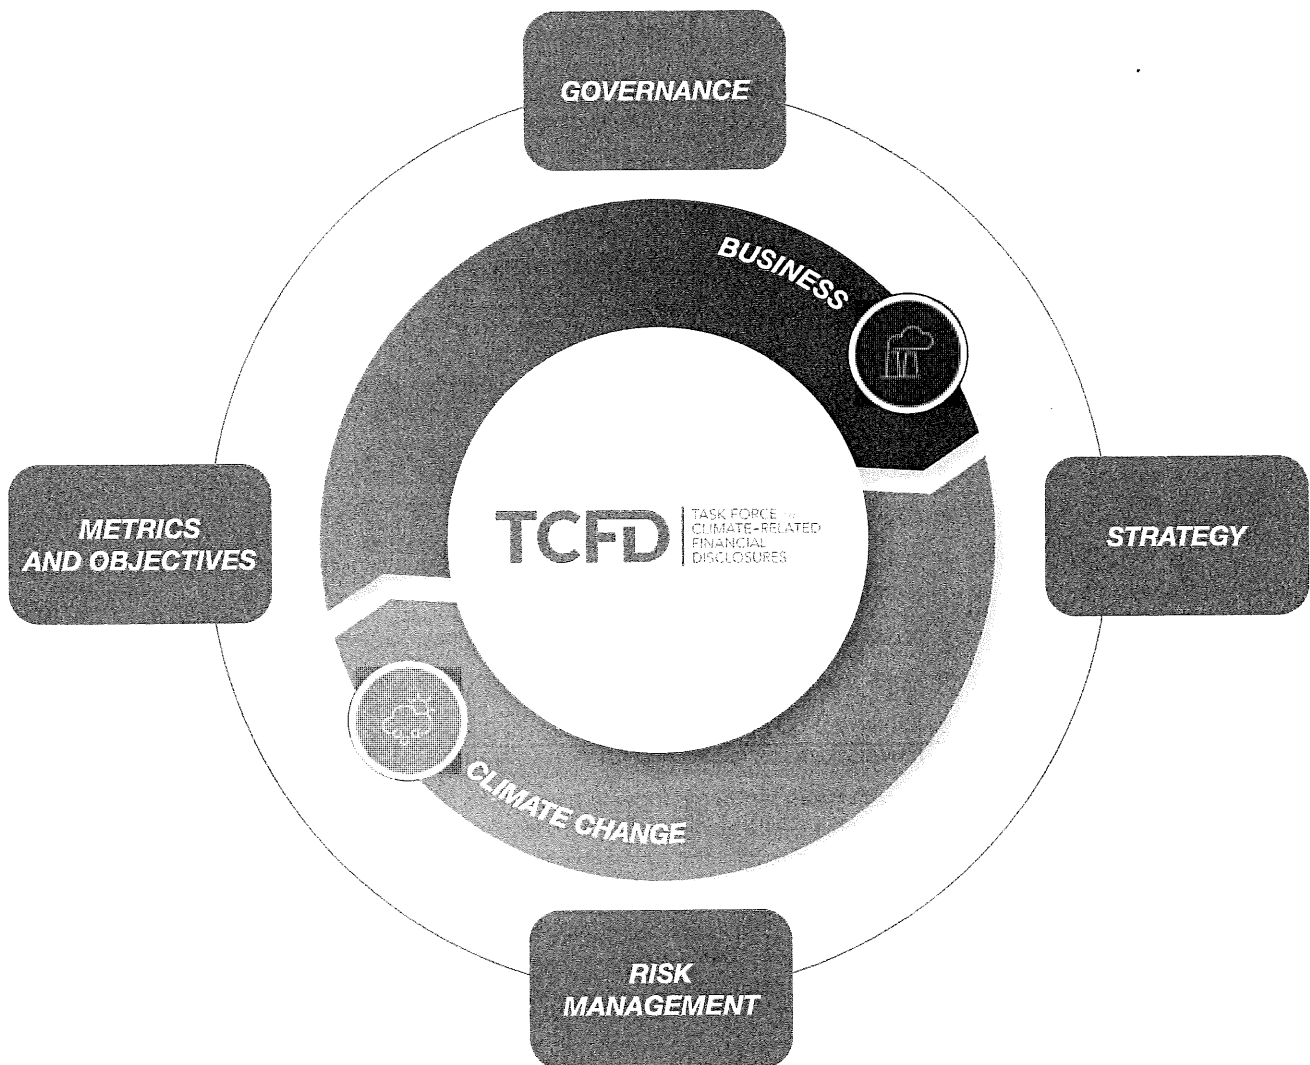 GOVERNANCE
BUSINESS
METRICS
AND OBJECTIVES
TCFD
TASK FORCE
CLIMATE-RELATED
FINANCIAL
DISCLOSURES
STRATEGY
CLIMATE CHANGE
RISK
MANAGEMENT